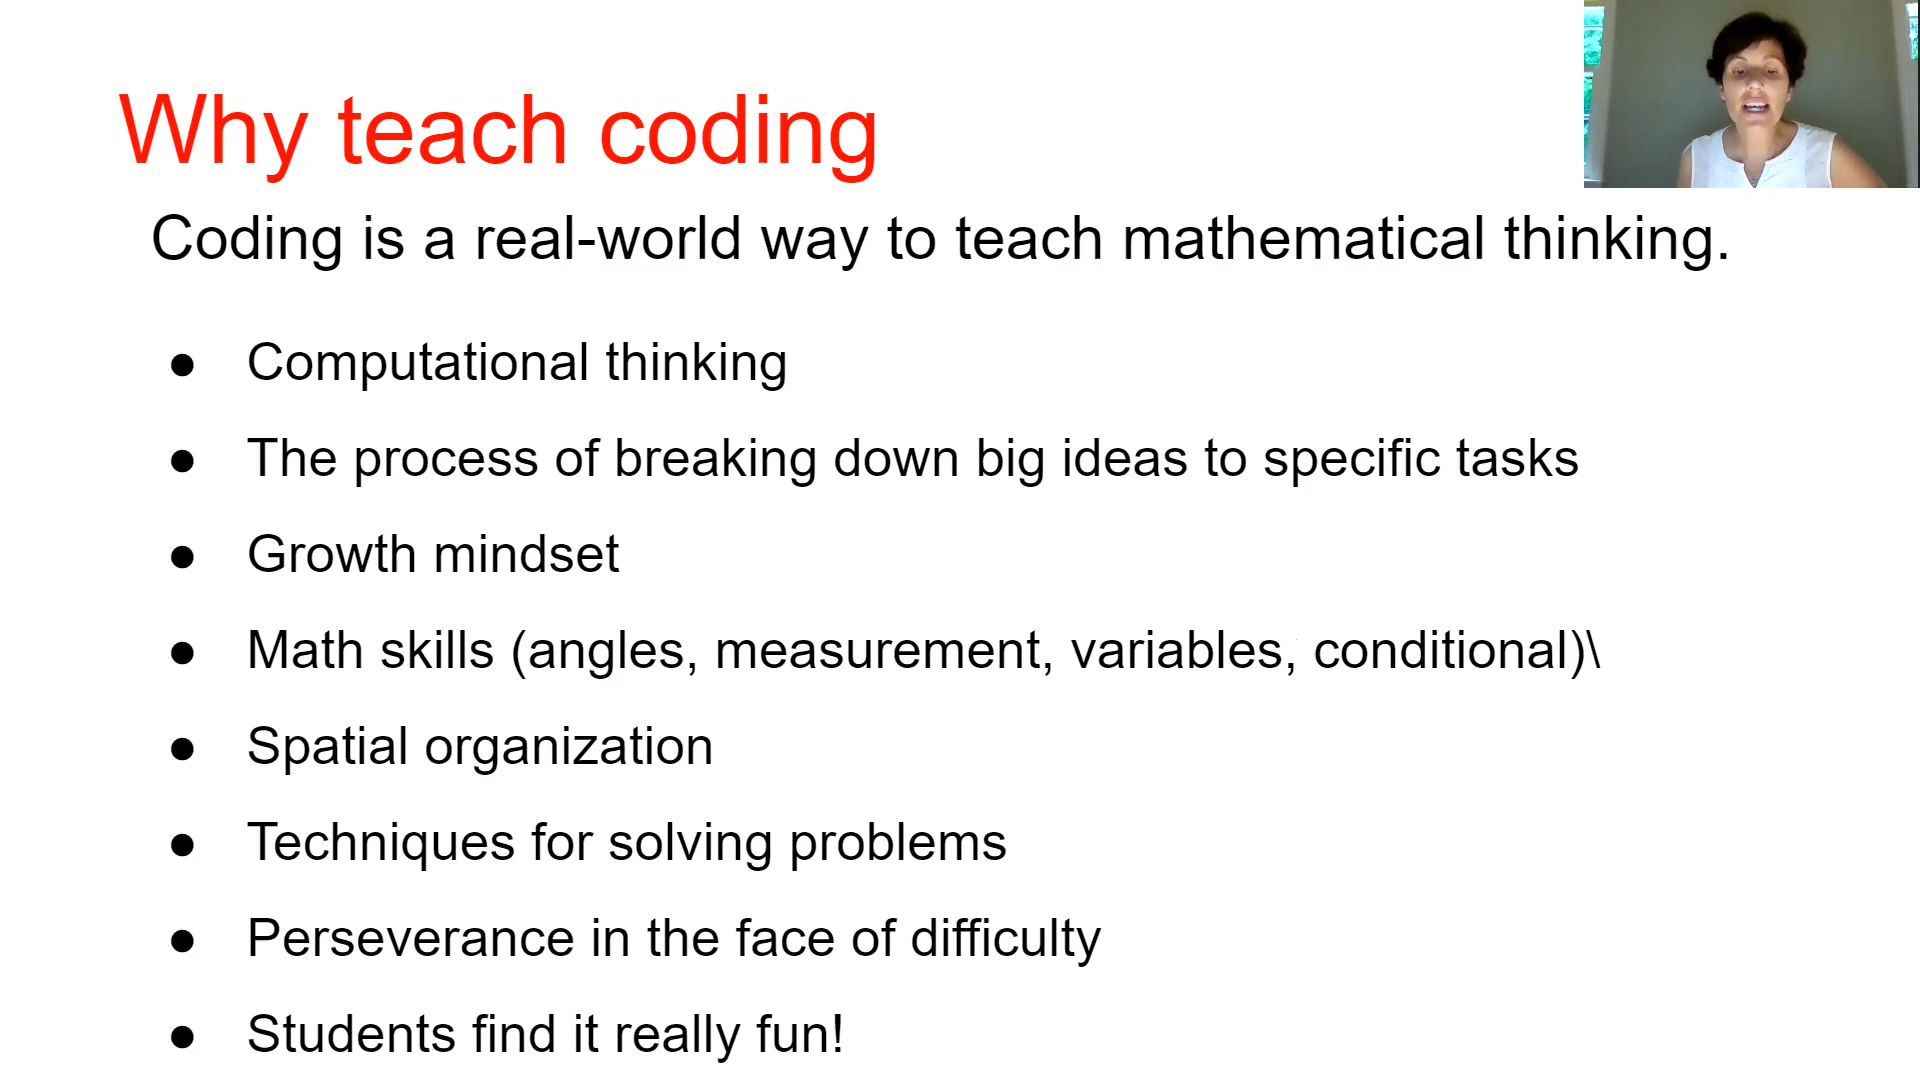 Why teach coding
Coding is a real-world way to teach mathematical thinking.
● Computational thinking
● The process of breaking down big ideas to specific tasks
● Growth mindset
● Math skills (angles, measurement, variables, conditional)\
● Spatial organization
● Techniques for solving problems
● Perseverance in the face of difficulty
● Students find it really fun!